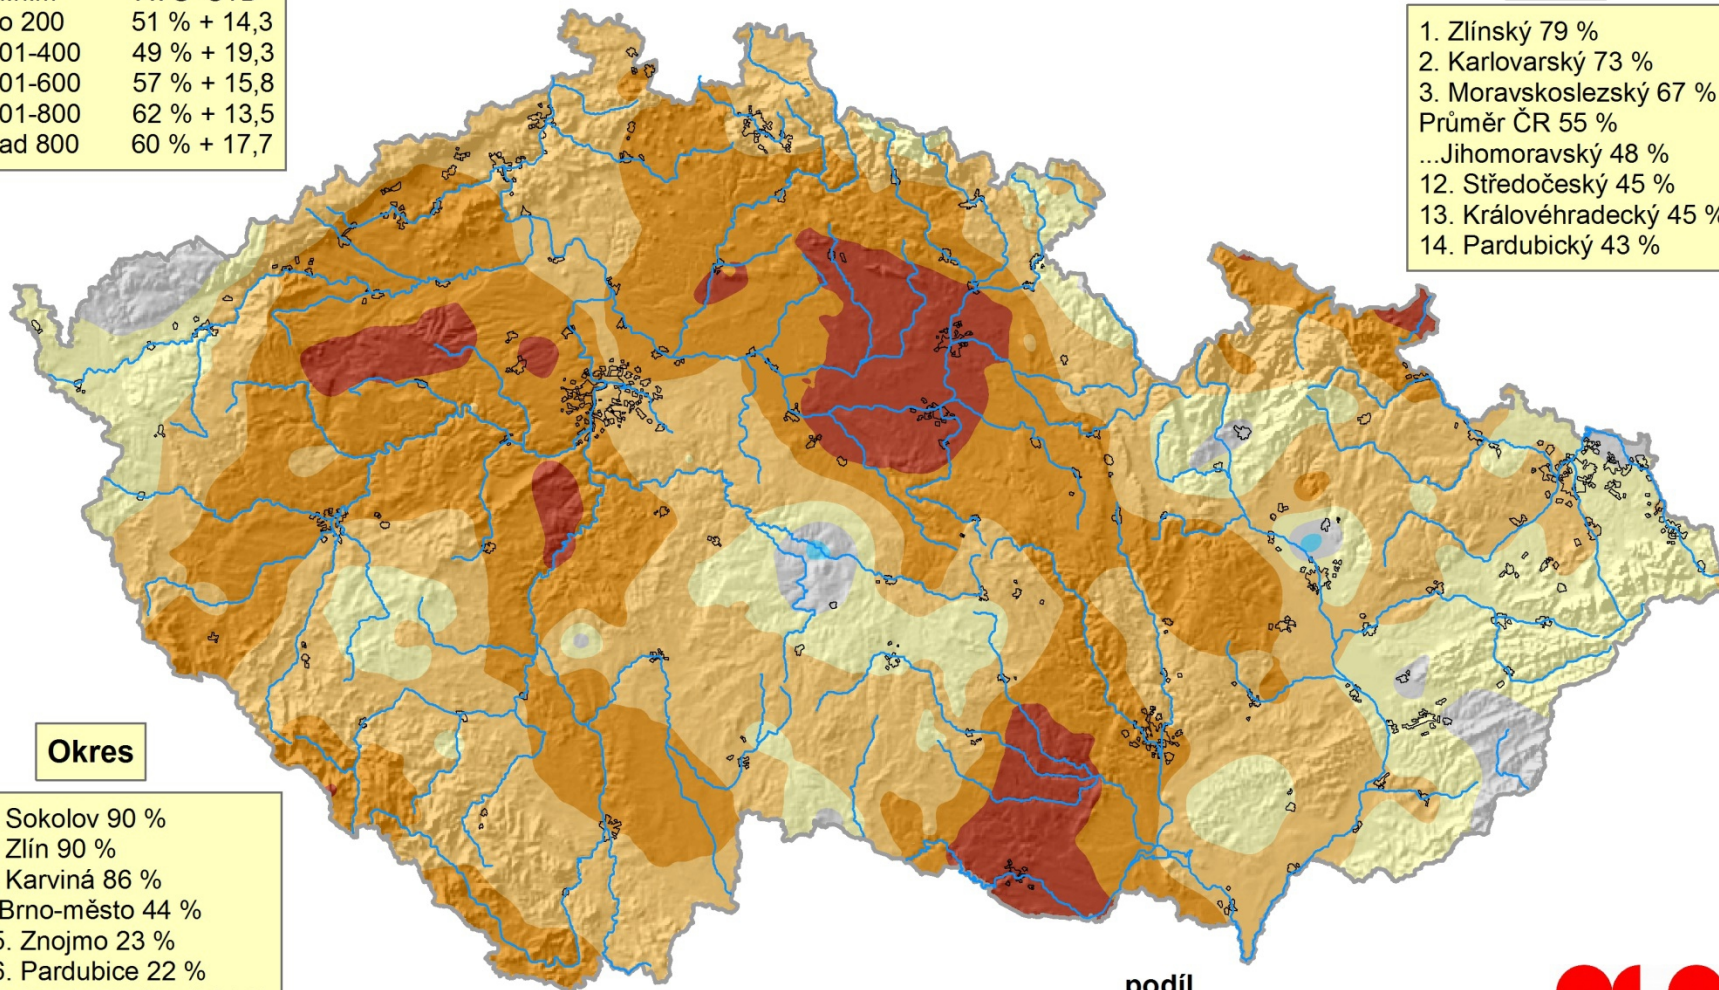 o 200 51 % + 14,3
01-400 49 % + 19,3
01-600 57 % + 15,8
01-800 62 % + 13,5
ad 800 60 % + 17,7
1. Zlínský 79 %
2. Karlovarský 73 %
3. Moravskoslezský 67 %
Průměr ČR 55 %
...Jihomoravský 48 %
12. Středočeský 45 %
13. Královéhradecký 45 %
14. Pardubický 43 %
Okres
Sokolov 90 %
Zlín 90 %
Karviná 86 %
Brno-město 44 %
5. Znojmo 23 %
6. Pardubice 22 %
podíl